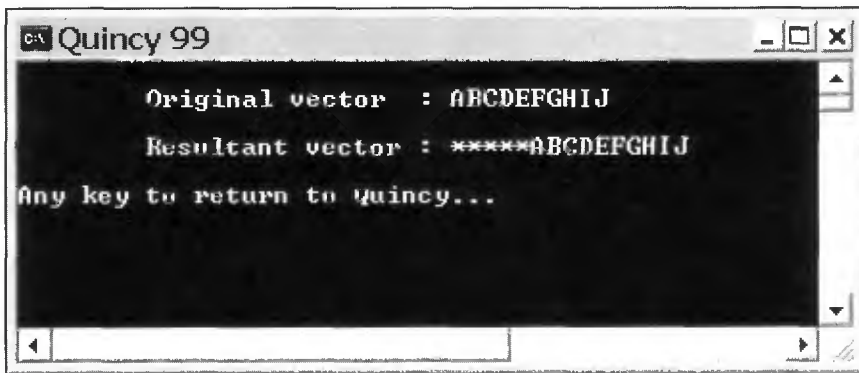 Quincy 99
Original vector : ABCDEFGHIJ
Resultant vector : *****ABCDEFGHIJ
Any key to return to Quincy...